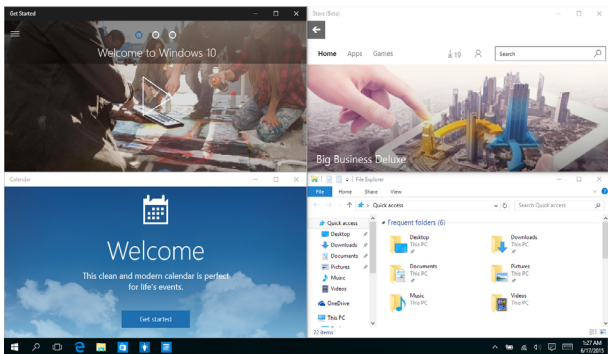 Get Started
Welcome to Windows 10
Store (Beta)
Home Apps Games
19
Search
Big Business Deluxe
Calendar
Welcome
This clean and modern calendar is perfect
for life's events.
Get started
File Explorer
File Home Share View
Quick access
Search Quick access
Quick access
Desktop
Downloads
Documents
Pictures
Music
Videos
OneDrive
This PC
Frequent folders (6)
Desktop
This PC
Downloads
This PC
Documents
This PC
Pictures
This PC
Music
This PC
Videos
This PC
22 items
1:27 AM
6/17/2015